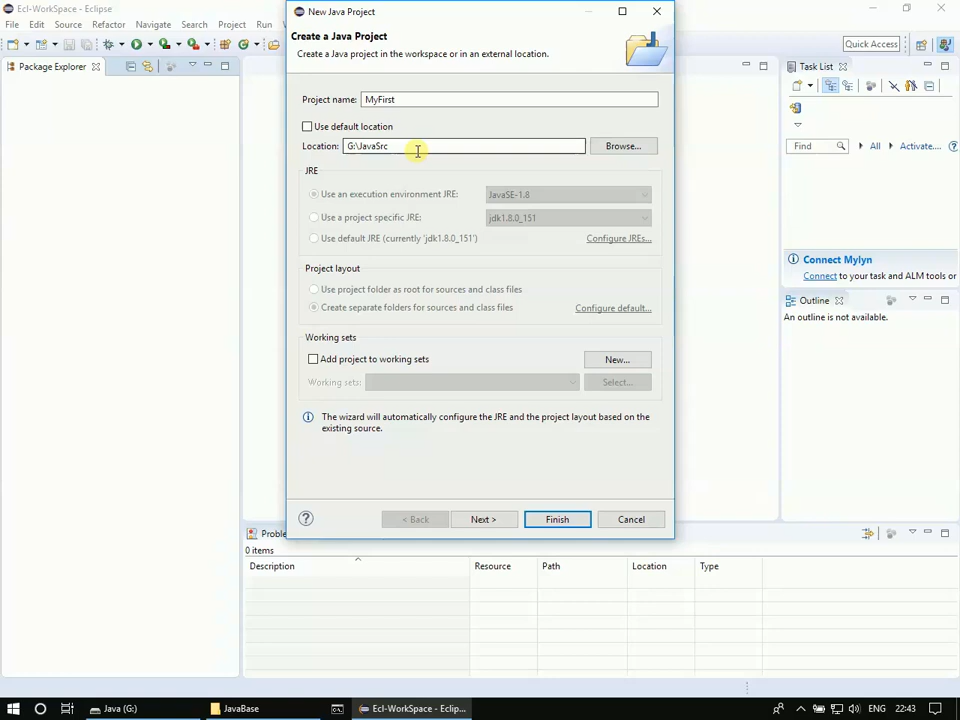 Ecl-WorkSpace - Eclipse
New Java Project
File Edit Source Refactor Navigate Search Project Run
Create a Java Project
Create a Java project in the workspace or in an external location.
Quick Access
Package Explorer
Task List
Project name: MyFirst
Use default location
Location: G:\JavaSrc Browse...
Find All Activate...
JRE
Use an execution environment JRE: JavaSE-1.8
Use a project specific JRE: jdk1.8.0_151
Use default JRE (currently 'jdk1.8.0_151') Configure JREs...
Connect Mylyn
Connect to your task and ALM tools or
Project layout
Use project folder as root for sources and class files
Create separate folders for sources and class files Configure default...
Outline
An outline is not available.
Working sets
Add project to working sets New...
Working sets: Select...
The wizard will automatically configure the JRE and the project layout based on the
existing source.
? < Back Next > Finish Cancel
Proble
0 items
Description Resource Path Location Type
Java (G:) JavaBase Ecl-WorkSpace - Eclip... ENG 22:43